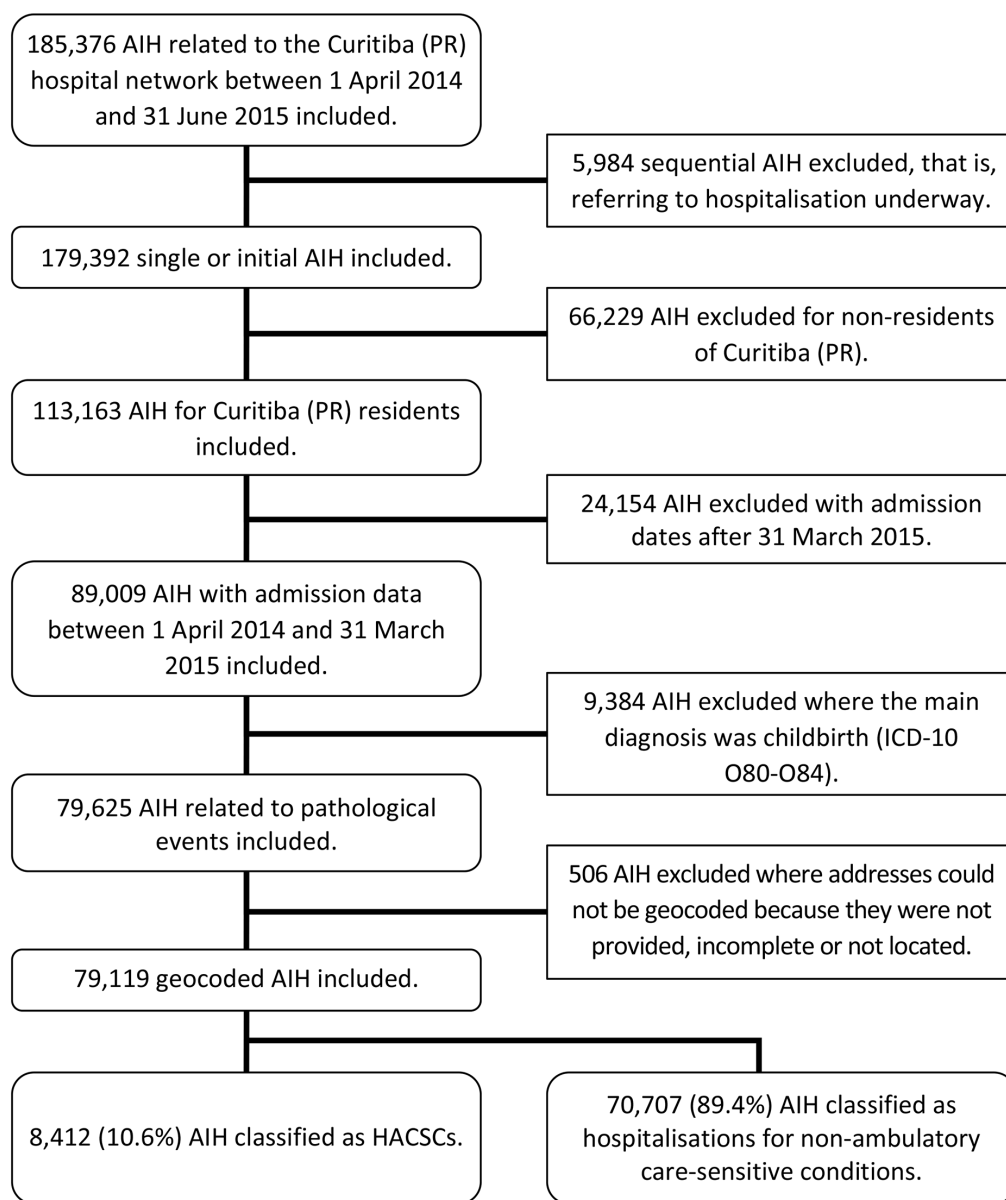 185,376 AIH related to the Curitiba (PR)
hospital network between 1 April 2014
and 31 June 2015 included.
5,984 sequential AIH excluded, that is,
referring to hospitalisation underway.
179,392 single or initial AIH included.
66,229 AIH excluded for non-residents
of Curitiba (PR).
113,163 AIH for Curitiba (PR) residents
included.
24,154 AIH excluded with admission
dates after 31 March 2015.
89,009 AIH with admission data
between 1 April 2014 and 31 March
2015 included.
9,384 AIH excluded where the main
diagnosis was childbirth (ICD-10
O80-O84).
79,625 AIH related to pathological
events included.
506 AIH excluded where addresses could
not be geocoded because they were not
provided, incomplete or not located.
79,119 geocoded AIH included.
8,412 (10.6%) AIH classified as HACSCs.
70,707 (89.4%) AIH classified as
hospitalisations for non-ambulatory
care-sensitive conditions.